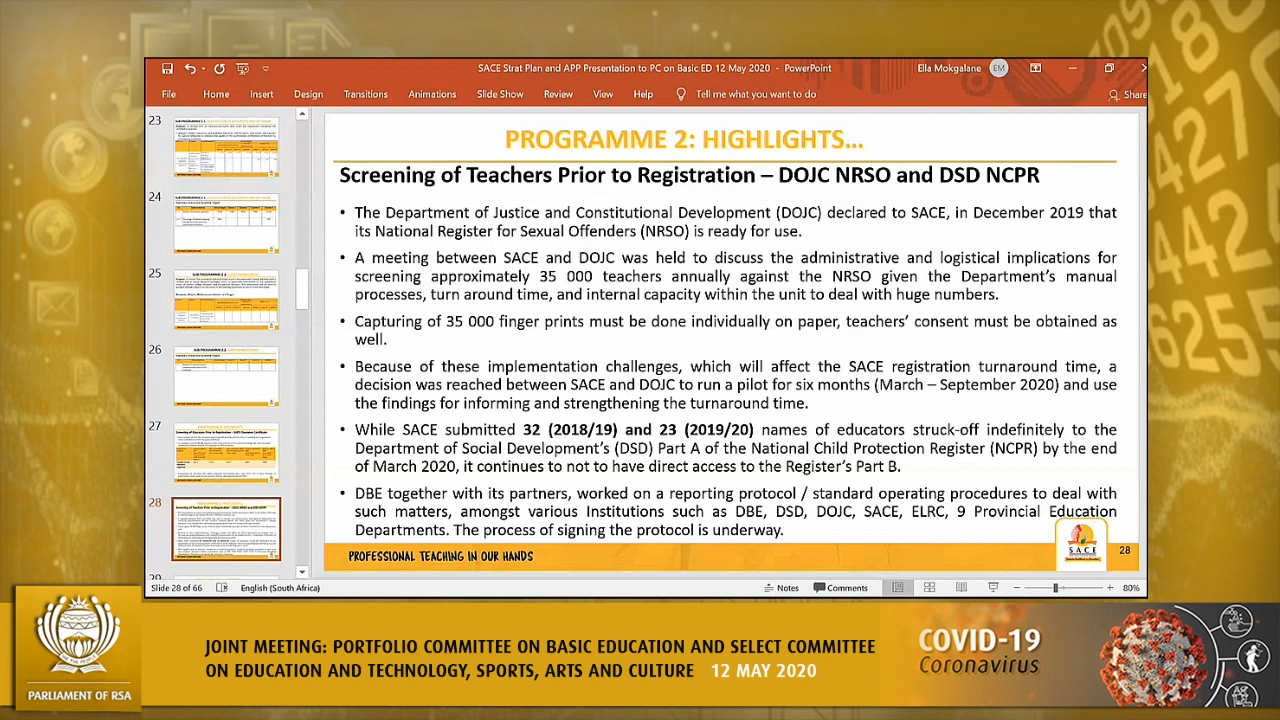 SACE Strat Plan and APP Presentation to PC on Basic ED 12 May 2020 - PowerPoint
Ella Mokgalane EM
File Home Insert Design Transitions Animations Slide Show Review View Help Tell me what you want to do
Share
23
24
25
26
27
28
PROGRAMME 2: HIGHLIGHTS…
Screening of Teachers Prior to Registration – DOJC NRSO and DSD NCPR
• The Department of Justice and Constitutional Development (DOJC) declared to SACE, in December 2019 that
its National Register for Sexual Offenders (NRSO) is ready for use.
• A meeting between SACE and DOJC was held to discuss the administrative and logistical implications for
screening approximately 35 000 annually against the NRSO given the Department's manual
processes, turn around time, and internal capacity within the unit to deal with huge numbers.
• Capturing of 35 000 finger prints must be done individually on paper, teachers' consent must be obtained as
well.
• Because of these implementation challenges, which will affect the SACE registration turnaround time, a
decision was reached between SACE and DOJC to run a pilot for six months (March – September 2020) and use
the findings for informing and strengthening the turnaround time.
• While SACE submitted 32 (2018/19) and (2019/20) names of educators struck-off indefinitely to the
Department of Social Development's (DSD) Part A of the National Child Protection Register (NCPR) by the end
of March 2020, it continues to not to have direct access to the Register's Part B.
• DBE together with its partners, worked on a reporting protocol / standard operating procedures to deal with
such matters, amongst various Institutions such as DBE, DSD, DOJC, SACE, ELRC, 9 Provincial Education
The process of signing the protocol is underway.
PROFESSIONAL TEACHING IN OUR HANDS
SACE
28
Slide 28 of 66 English (South Africa) Notes Comments 80%
JOINT MEETING: PORTFOLIO COMMITTEE ON BASIC EDUCATION AND SELECT COMMITTEE
ON EDUCATION AND TECHNOLOGY, SPORTS, ARTS AND CULTURE 12 MAY 2020
PARLIAMENT OF RSA
COVID-19
Coronavirus